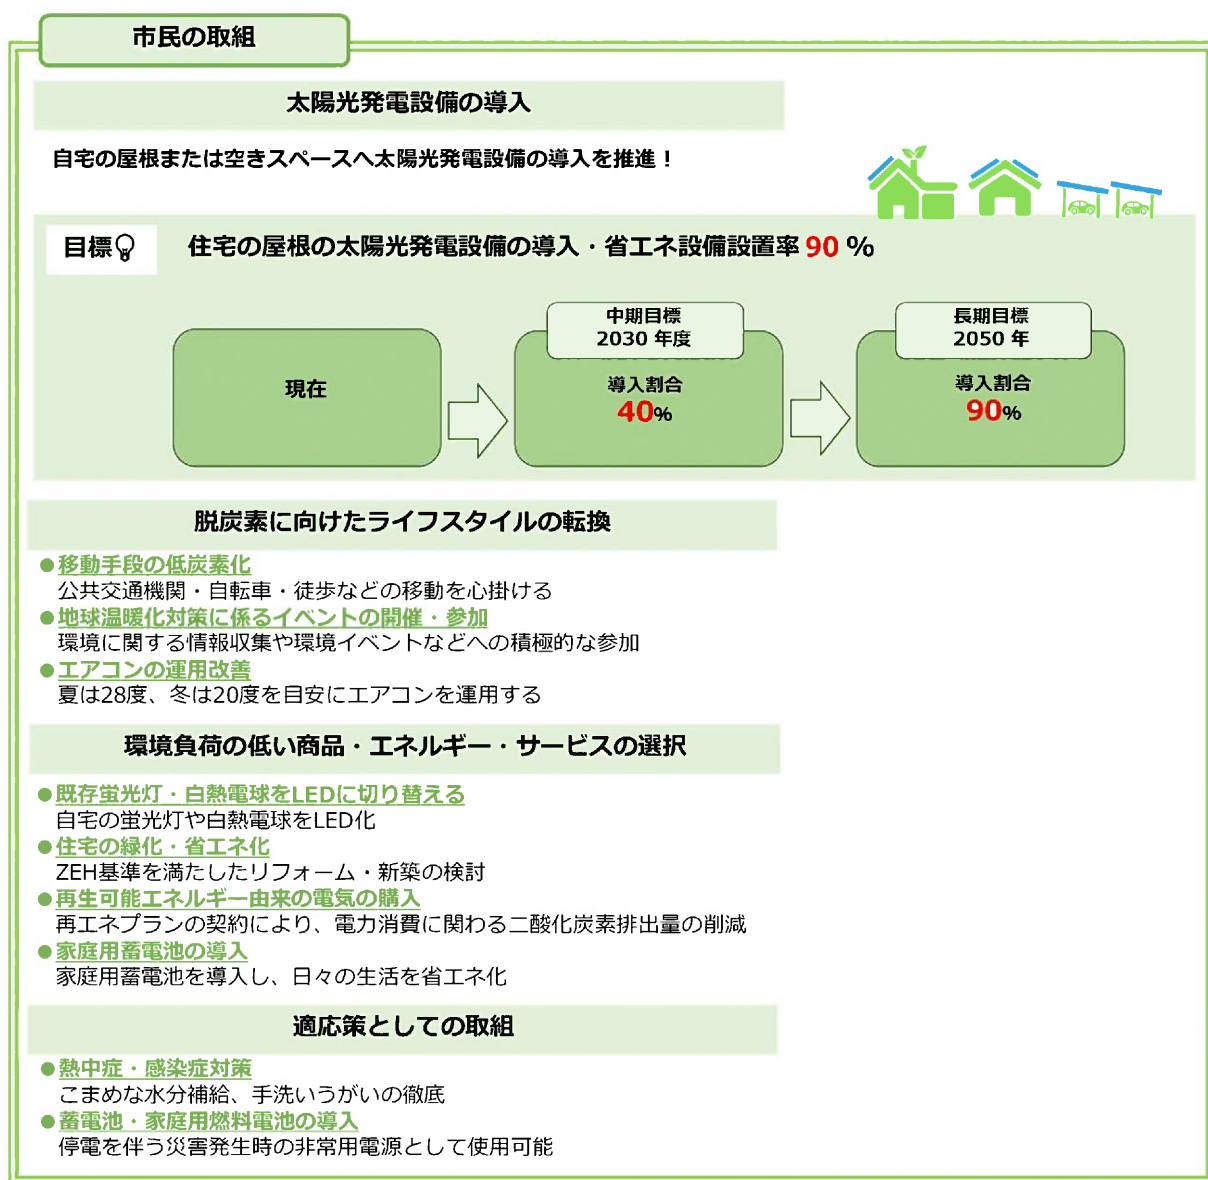 市民の取組
太陽光発電設備の導入
自宅の屋根または空きスペースへ太陽光発電設備の導入を推進！
目標
住宅の屋根の太陽光発電設備の導入・省エネ設備設置率 90 %
現在
中期目標
2030 年度
導入割合
40%
長期目標
2050 年
導入割合
90%
脱炭素に向けたライフスタイルの転換
●移動手段の低炭素化
公共交通機関・自転車・徒歩などの移動を心掛ける
●地球温暖化対策に係るイベントの開催・参加
環境に関する情報収集や環境イベントなどへの積極的な参加
●エアコンの運用改善
夏は28度、冬は20度を目安にエアコンを運用する
環境負荷の低い商品・エネルギー・サービスの選択
●既存蛍光灯・白熱電球をLEDに切り替える
自宅の蛍光灯や白熱電球をLED化
●住宅の緑化・省エネ化
ZEH基準を満たしたリフォーム・新築の検討
●再生可能エネルギー由来の電気の購入
再エネプランの契約により、電力消費に関わる二酸化炭素排出量の削減
●家庭用蓄電池の導入
家庭用蓄電池を導入し、日々の生活を省エネ化
適応策としての取組
●熱中症・感染症対策
こまめな水分補給、手洗いうがいの徹底
●蓄電池・家庭用燃料電池の導入
停電を伴う災害発生時の非常用電源として使用可能